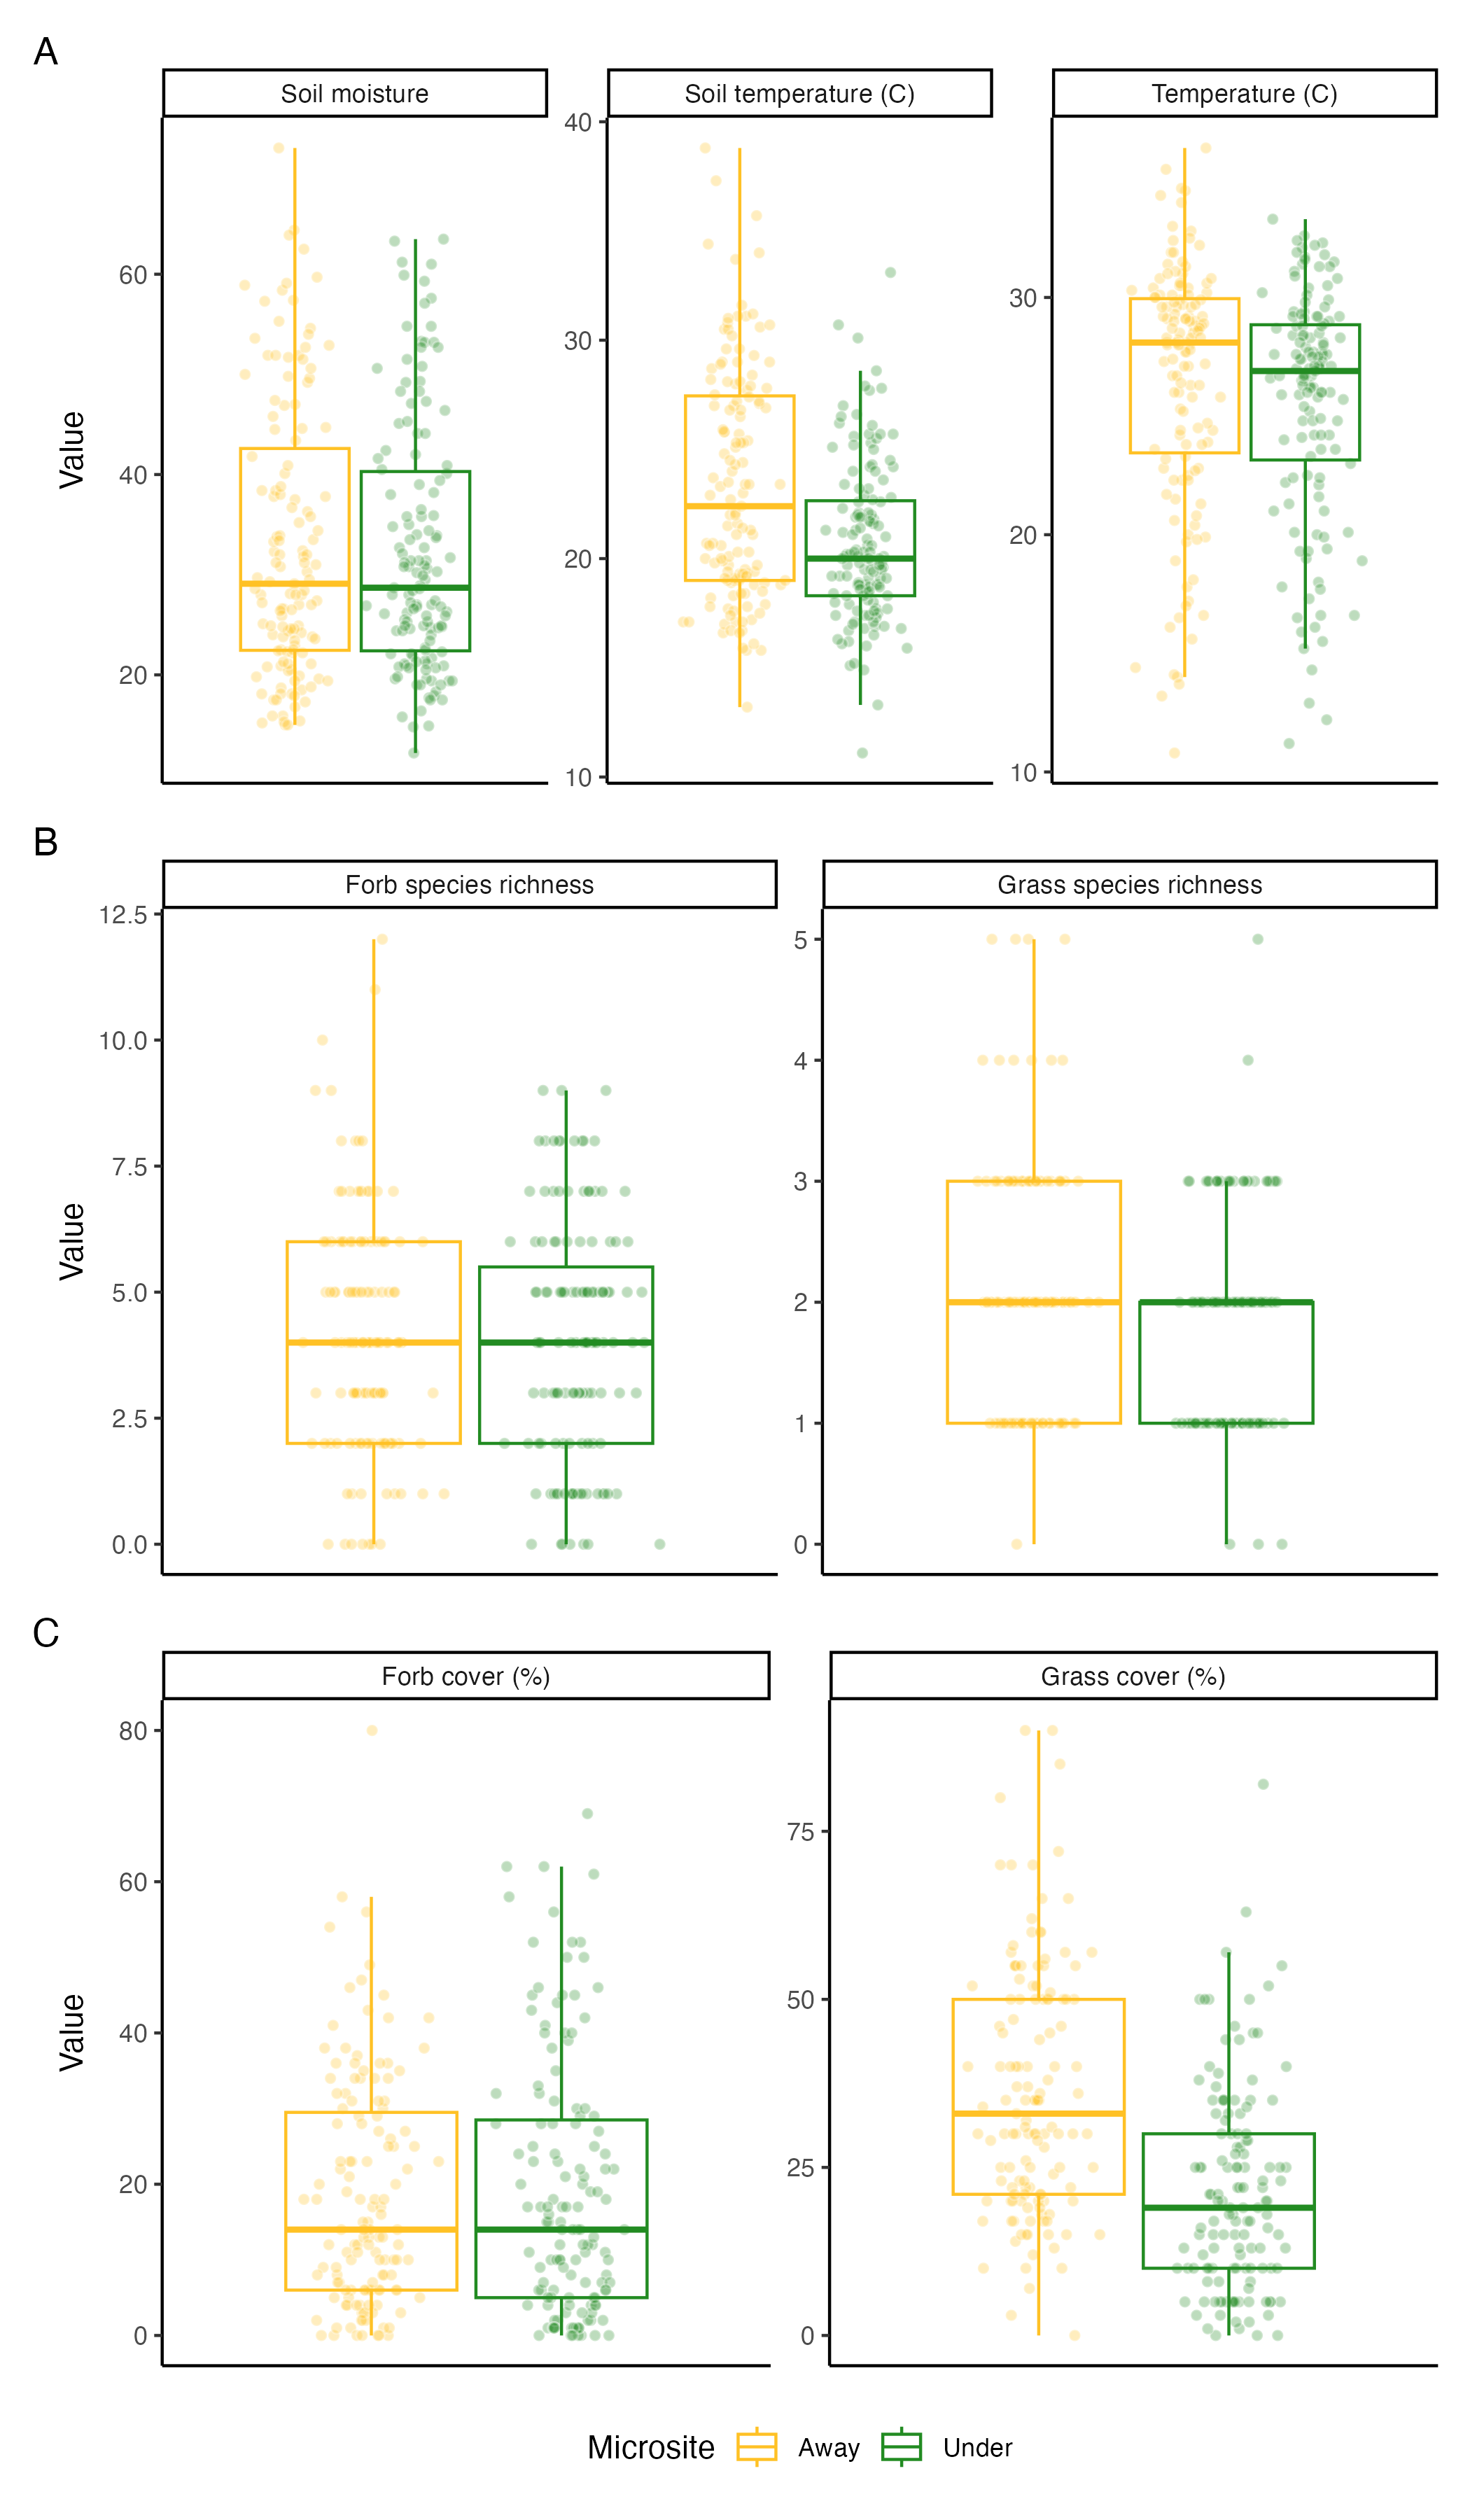 A
Soil moisture
Soil temperature (C)
Temperature (C)
Value
60
40
20
40
30
20
10
30
20
10
B
Forb species richness
Grass species richness
Value
12.5
10.0
7.5
5.0
2.5
0.0
5
4
3
2
1
0
C
Forb cover (%)
Grass cover (%)
Value
80
60
40
20
0
75
50
25
0
Microsite Away Under